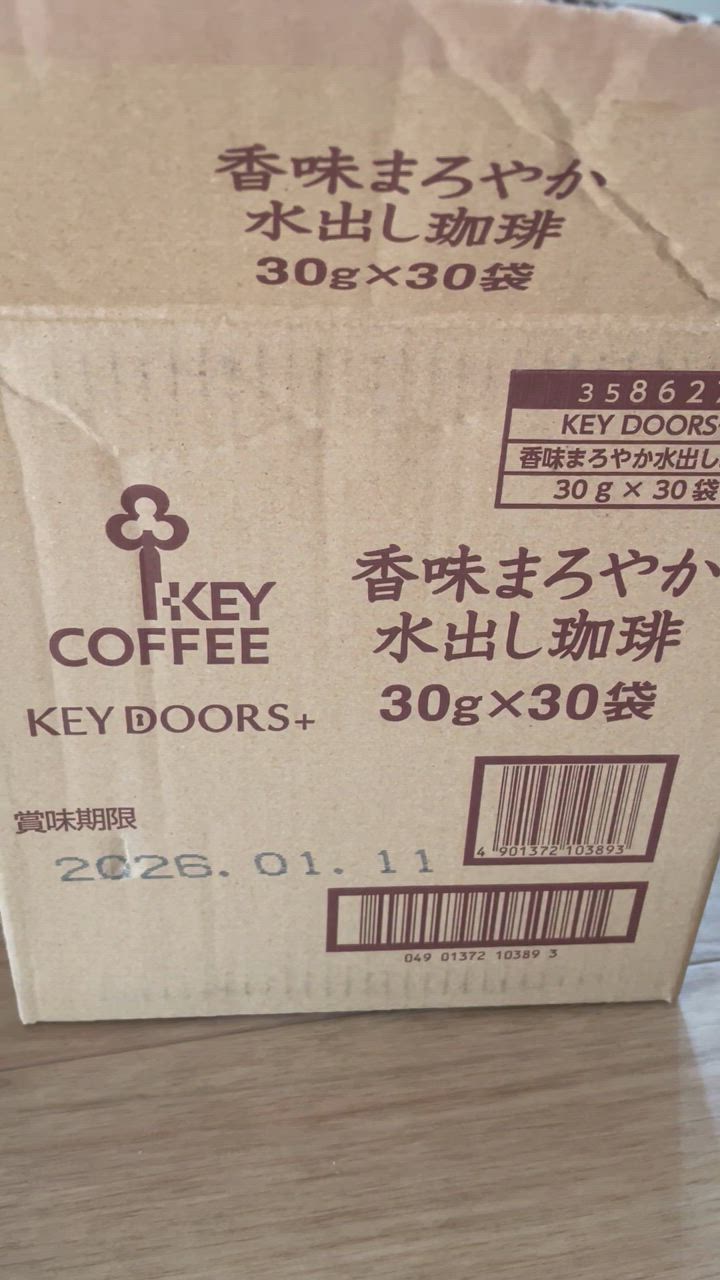 香味まろやか
水出し珈琲
30g×30袋
35862
KEY DOORS+
香味まろやか水出し
30g×30袋
KEY
COFFEE
KEY DOORS+
香味まろやか
水出し珈琲
30g×30袋
賞味期限
2026.01.11
4 901372 103893
049 01372 10389 3